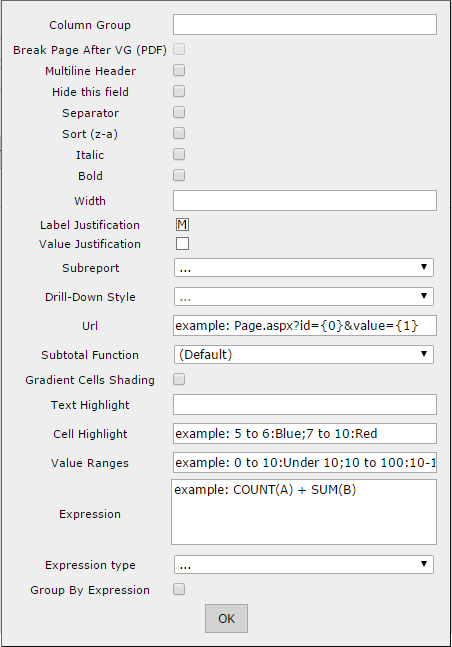 Column Group
Break Page After VG (PDF)
Multiline Header
Hide this field
Separator
Sort (z-a)
Italic
Bold
Width
Label Justification M
Value Justification
Subreport ...
Drill-Down Style ...
Url example: Page.aspx?id={0}&value={1}
Subtotal Function (Default)
Gradient Cells Shading
Text Highlight
Cell Highlight example: 5 to 6:Blue;7 to 10:Red
Value Ranges example: 0 to 10:Under 10;10 to 100:10-1
example: COUNT(A) + SUM(B)
Expression
Expression type ...
Group By Expression
OK